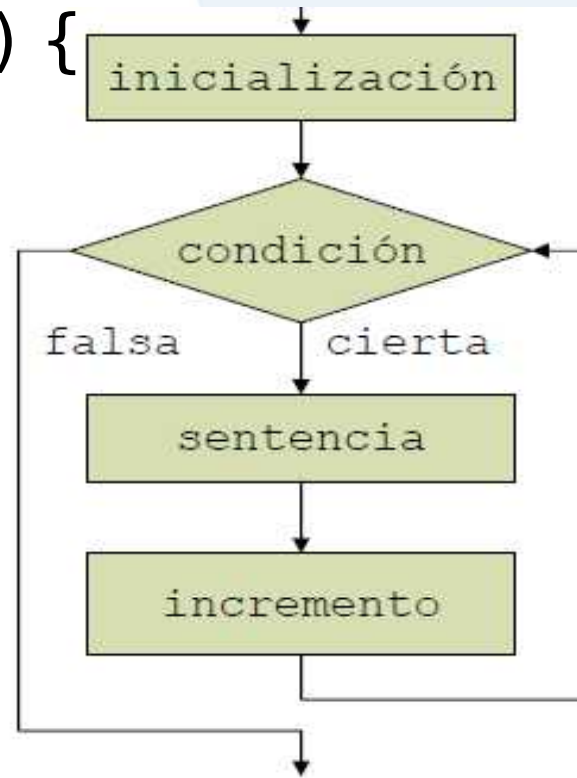 ) {
inicialización
condición
falsa cierta
sentencia
incremento